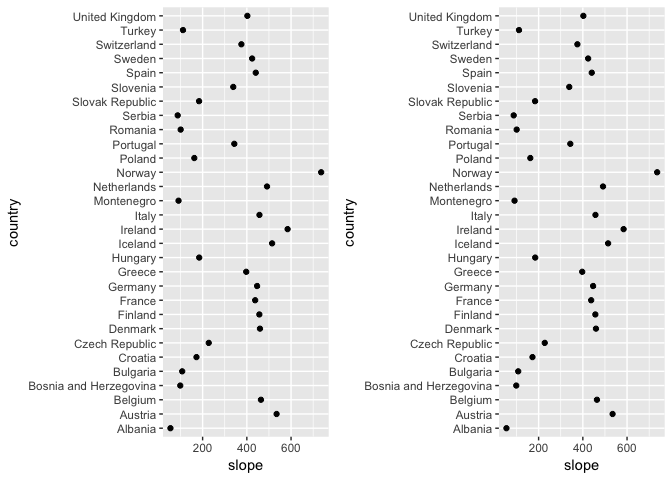 country
United Kingdom
Turkey
Switzerland
Sweden
Spain
Slovenia
Slovak Republic
Serbia
Romania
Portugal
Poland
Norway
Netherlands
Montenegro
Italy
Ireland
Iceland
Hungary
Greece
Germany
France
Finland
Denmark
Czech Republic
Croatia
Bulgaria
Bosnia and Herzegovina
Belgium
Austria
Albania
200 400 600
slope
country
United Kingdom
Turkey
Switzerland
Sweden
Spain
Slovenia
Slovak Republic
Serbia
Romania
Portugal
Poland
Norway
Netherlands
Montenegro
Italy
Ireland
Iceland
Hungary
Greece
Germany
France
Finland
Denmark
Czech Republic
Croatia
Bulgaria
Bosnia and Herzegovina
Belgium
Austria
Albania
200 400 600
slope